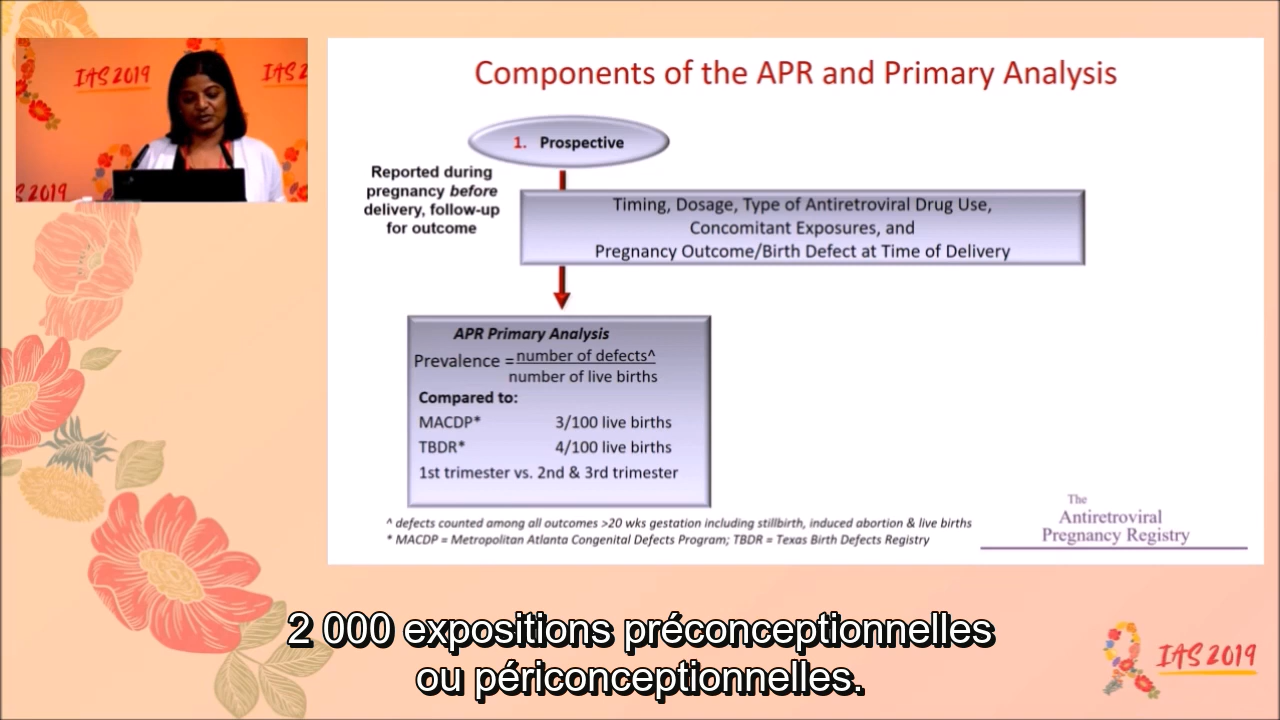 IAS 2019
IAS 2
S 2019
Components of the APR and Primary Analysis
1. Prospective
Reported during
pregnancy before
delivery, follow-up
for outcome
Timing, Dosage, Type of Antiretroviral Drug Use,
Concomitant Exposures, and
Pregnancy Outcome/Birth Defect at Time of Delivery
APR Primary Analysis
Prevalence = number of defects^
number of live births
Compared to:
MACDP* 3/100 live births
TBDR* 4/100 live births
1st trimester vs. 2nd & 3rd trimester
^ defects counted among all outcomes >20 wks gestation including stillbirth, induced abortion & live births
* MACDP = Metropolitan Atlanta Congenital Defects Program; TBDR = Texas Birth Defects Registry
The
Antiretroviral
Pregnancy Registry
2 000 expositions préconceptionnelles
ou périconceptionnelles.
IAS 2019